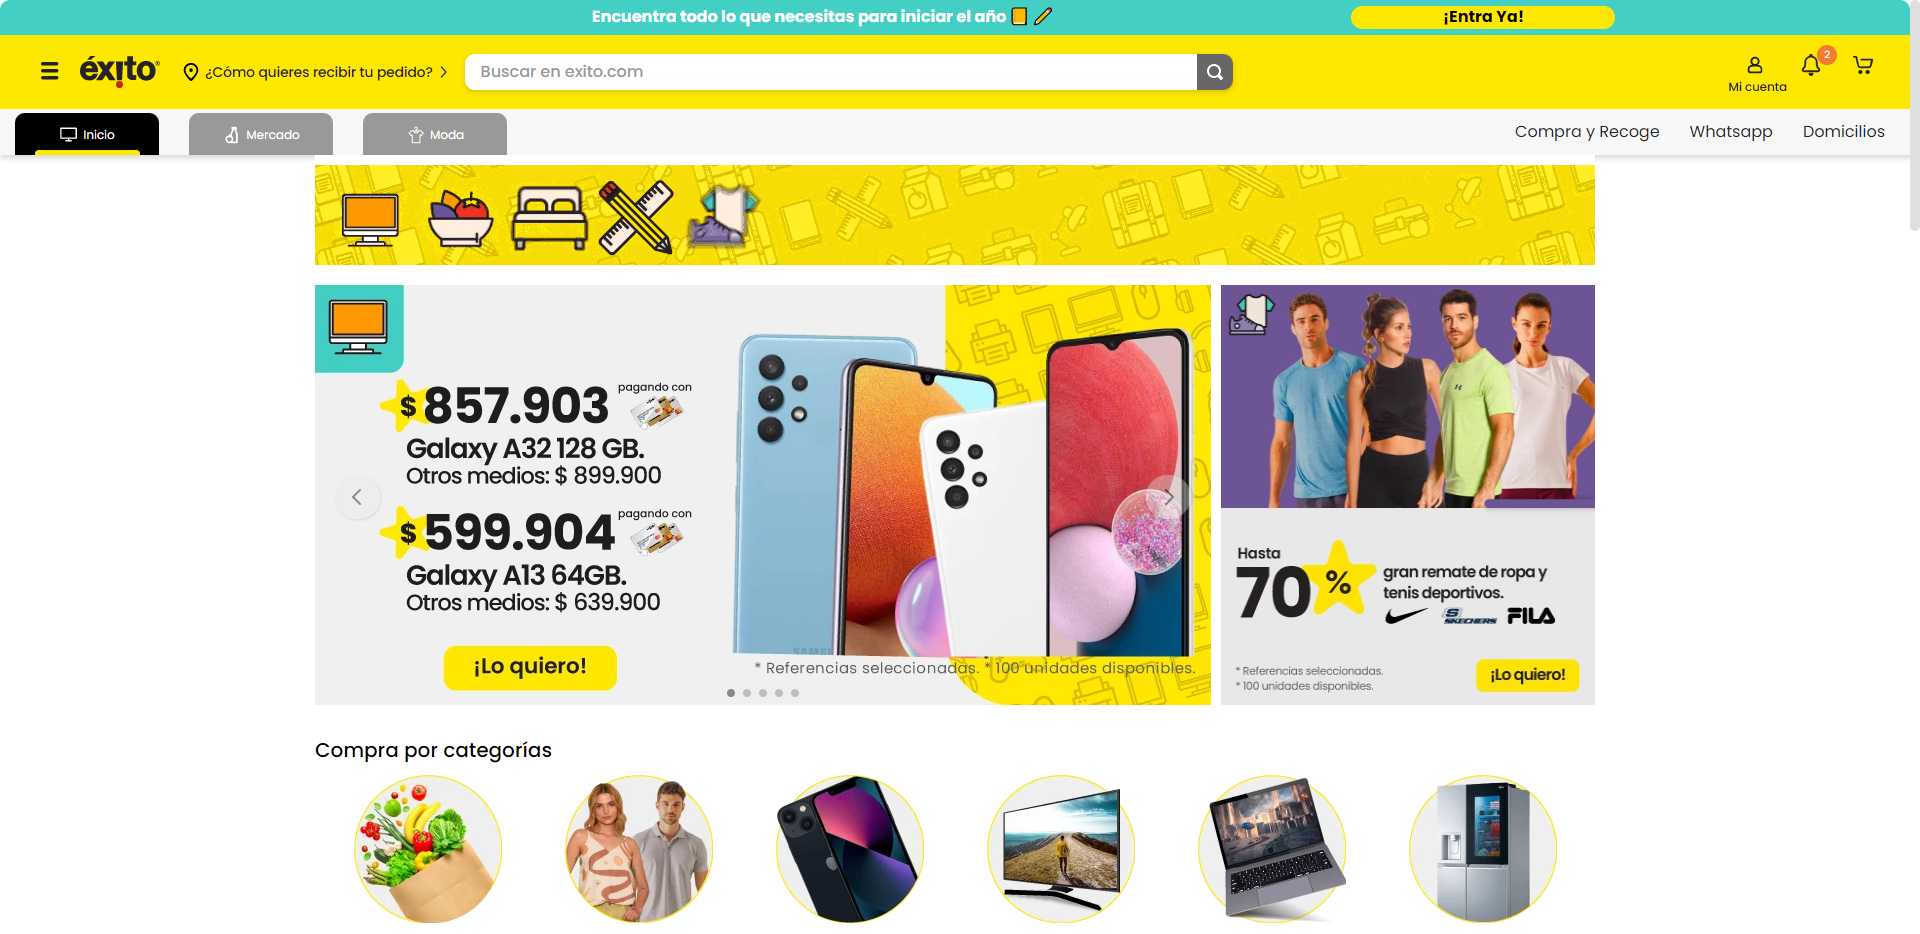 Encuentra todo lo que necesitas para iniciar el año
¡Entra Ya!
éxito
¿Cómo quieres recibir tu pedido?
Buscar en exito.com
Mi cuenta
2
Inicio
Mercado
Moda
Compra y Recoge
Whatsapp
Domicilios
$857.903
pagando con
Galaxy A32 128 GB.
Otros medios: $ 899.900
$599.904
pagando con
Galaxy A13 64GB.
Otros medios: $ 639.900
¡Lo quiero!
SAMS
* Referencias seleccionadas. * 100 unidades disponibles.
Hasta
70%
gran remate de ropa y
tenis deportivos.
SKECHERS
FILA
* Referencias seleccionadas.
* 100 unidades disponibles.
¡Lo quiero!
Compra por categorías